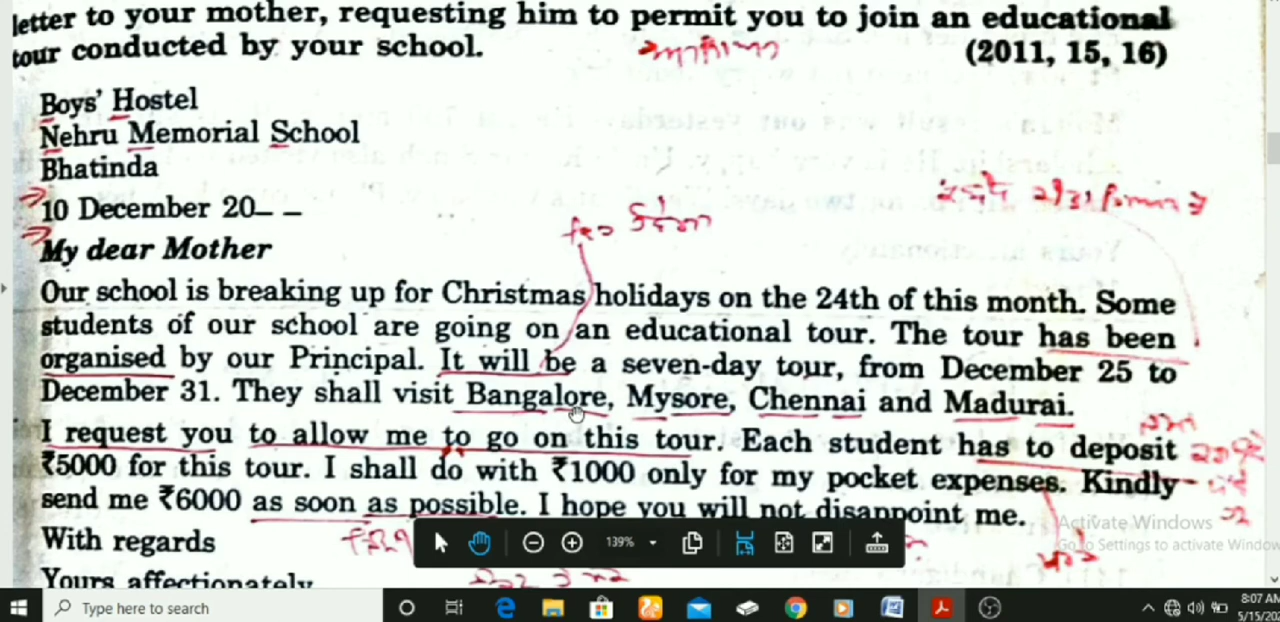 letter to your mother, requesting him to permit you to join an educational
tour conducted by your school.
(2011, 15, 16)
Boys' Hostel
Nehru Memorial School
Bhatinda
10 December 20– –
My dear Mother
Our school is breaking up for Christmas holidays on the 24th of this month. Some
students of our school are going on an educational tour. The tour has been
organised by our Principal. It will be a seven-day tour, from December 25 to
December 31. They shall visit Bangalore, Mysore, Chennai and Madurai.
I request you to allow me to go on this tour. Each student has to deposit
₹5000 for this tour. I shall do with ₹1000 only for my pocket expenses. Kindly
send me ₹6000 as soon as possible. I hope you will not disappoint me.
With regards
Yours affectionately
139%
Activate Windows
Go to Settings to activate Window
Type here to search
8:07 AM
5/15/202